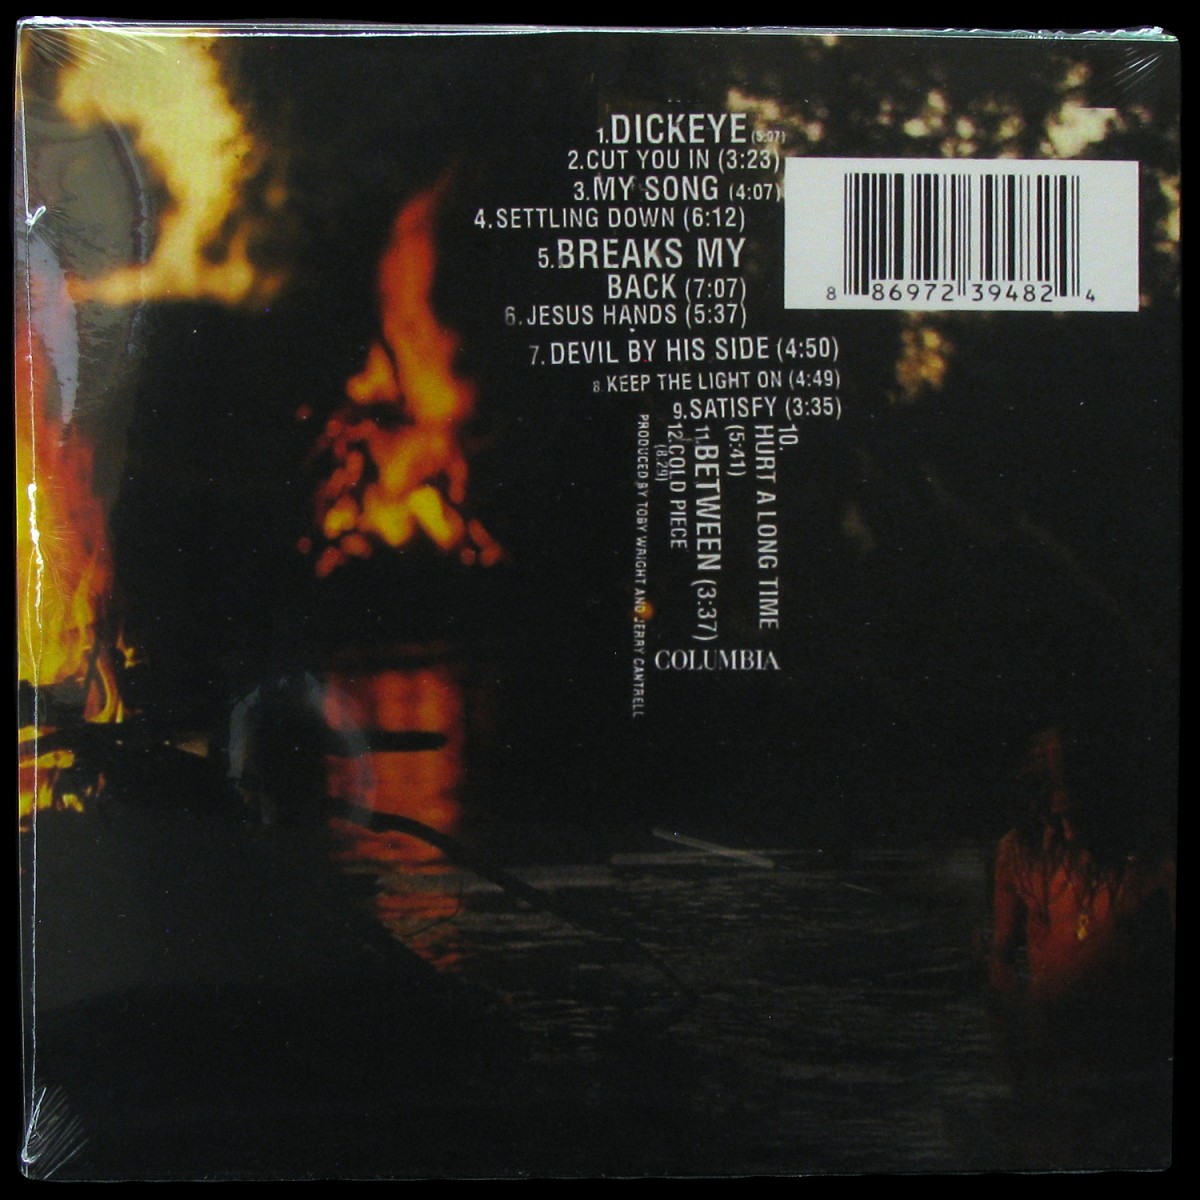 1.DICKEYE (5:07)
2.CUT YOU IN (3:23)
3.MY SONG (4:07)
4.SETTLING DOWN (6:12)
5.BREAKS MY
BACK (7:07)
6.JESUS HANDS (5:37)
7.DEVIL BY HIS SIDE (4:50)
8.KEEP THE LIGHT ON (4:49)
9.SATISFY (3:35)
10.
HURT A LONG TIME
(5:41)
11.BETWEEN (3:37)
12.COLD PIECE
(8:29)
PRODUCED BY TOBY WRIGHT AND JERRY CANTRELL
COLUMBIA
8 86972 39482 4